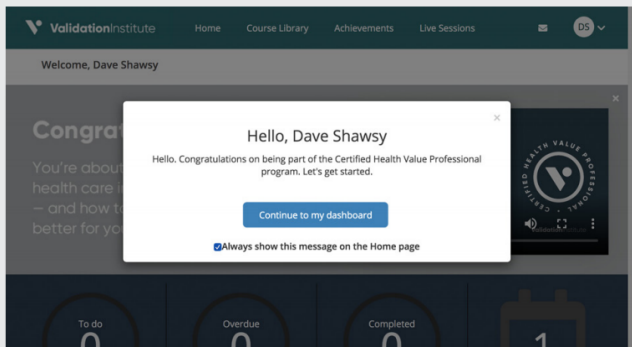 ValidationInstitute
Home
Course Library
Achievements
Live Sessions
DS
Welcome, Dave Shawsy
Congrat
You're about
health care i
— and how to
better for you
×
×
Hello, Dave Shawsy
Hello. Congratulations on being part of the Certified Health Value Professional
program. Let's get started.
Continue to my dashboard
Always show this message on the Home page
HEALTH VALUE PROFESSIONAL
CERTIFIED
To do
0
Overdue
0
Completed
0
1